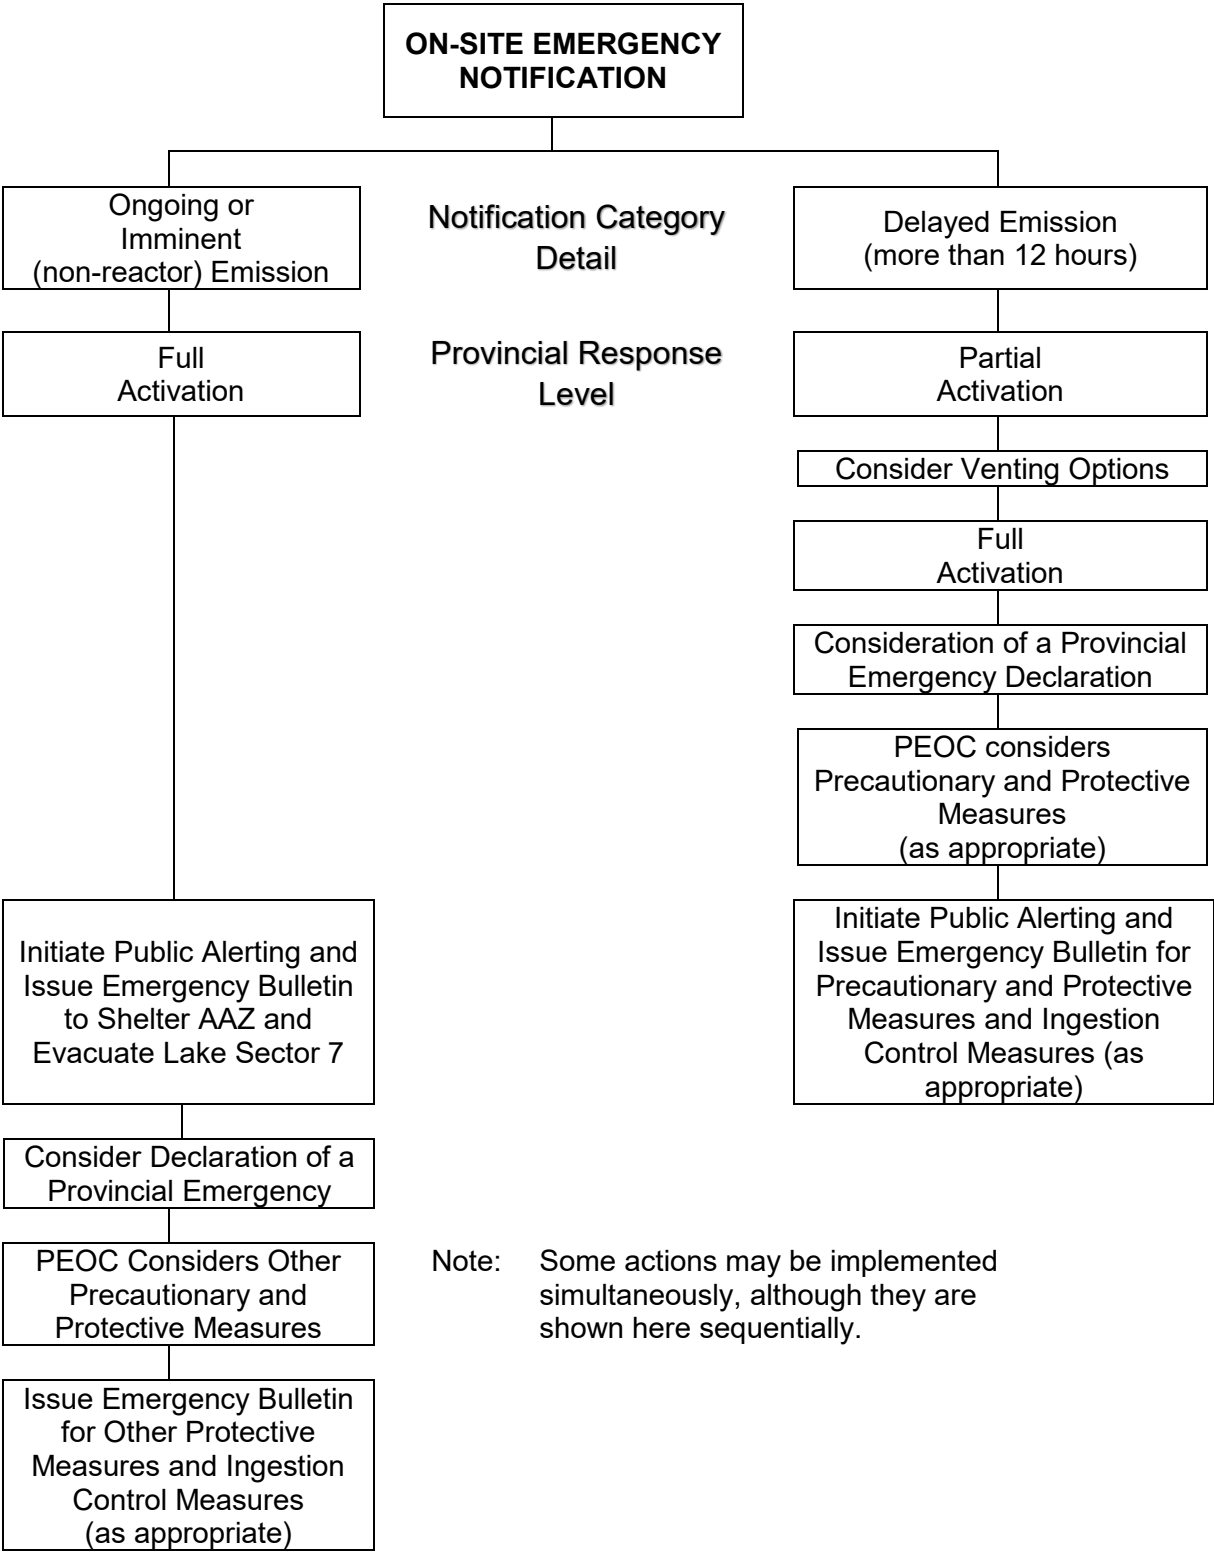 ON-SITE EMERGENCY
NOTIFICATION
Ongoing or
Imminent
(non-reactor) Emission
Notification Category
Detail
Delayed Emission
(more than 12 hours)
Full
Activation
Provincial Response
Level
Partial
Activation
Consider Venting Options
Full
Activation
Consideration of a Provincial
Emergency Declaration
PEOC considers
Precautionary and Protective
Measures
(as appropriate)
Initiate Public Alerting and
Issue Emergency Bulletin
to Shelter AAZ and
Evacuate Lake Sector 7
Initiate Public Alerting and
Issue Emergency Bulletin for
Precautionary and Protective
Measures and Ingestion
Control Measures (as
appropriate)
Consider Declaration of a
Provincial Emergency
PEOC Considers Other
Precautionary and
Protective Measures
Note: Some actions may be implemented
simultaneously, although they are
shown here sequentially.
Issue Emergency Bulletin
for Other Protective
Measures and Ingestion
Control Measures
(as appropriate)